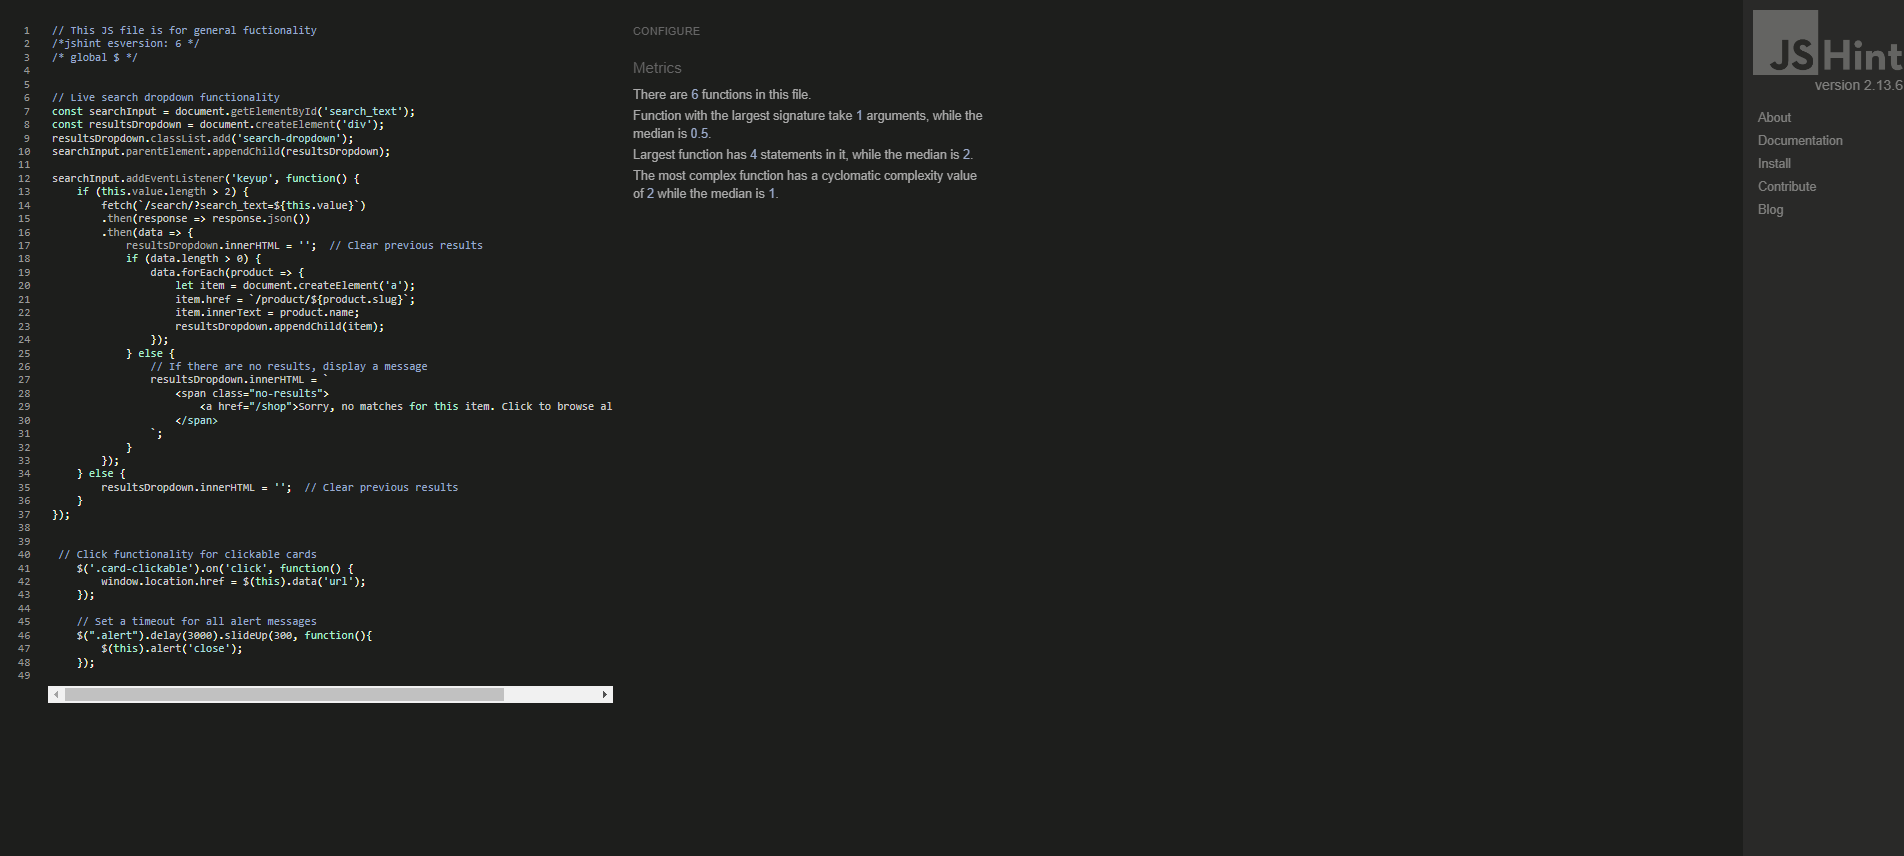 1 // This JS file is for general fuctionality
2 /*jshint esversion: 6 */
3 /* global $ */
4
5
6 // Live search dropdown functionality
7 const searchInput = document.getElementById('search_text');
8 const resultsDropdown = document.createElement('div');
9 resultsDropdown.classList.add('search-dropdown');
10 searchInput.parentElement.appendChild(resultsDropdown);
11
12 searchInput.addEventListener('keyup', function() {
13     if (this.value.length > 2) {
14         fetch(`/search/?search_text=${this.value}`)
15         .then(response => response.json())
16         .then(data => {
17             resultsDropdown.innerHTML = '';  // Clear previous results
18             if (data.length > 0) {
19                 data.forEach(product => {
20                     let item = document.createElement('a');
21                     item.href = `/product/${product.slug}`;
22                     item.innerText = product.name;
23                     resultsDropdown.appendChild(item);
24                 });
25             } else {
26                 // If there are no results, display a message
27                 resultsDropdown.innerHTML = `
28                     <span class="no-results">
29                         <a href="/shop">Sorry, no matches for this item. Click to browse al
30                     </span>
31                 `;
32             }
33         });
34     } else {
35         resultsDropdown.innerHTML = '';  // Clear previous results
36     }
37 });
38
39
40  // Click functionality for clickable cards
41     $('.card-clickable').on('click', function() {
42         window.location.href = $(this).data('url');
43     });
44
45     // Set a timeout for all alert messages
46     $(".alert").delay(3000).slideUp(300, function(){
47         $(this).alert('close');
48     });
49
CONFIGURE
Metrics
There are 6 functions in this file.
Function with the largest signature take 1 arguments, while the
median is 0.5.
Largest function has 4 statements in it, while the median is 2.
The most complex function has a cyclomatic complexity value
of 2 while the median is 1.
JSHint
version 2.13.6
About
Documentation
Install
Contribute
Blog